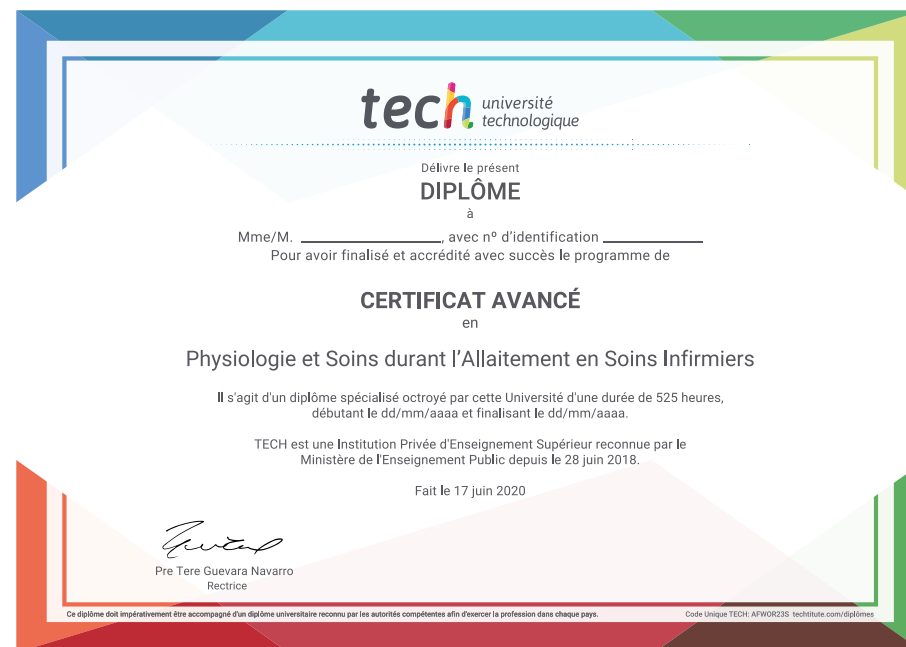 tech université
technologique
Délivre le présent
DIPLÔME
à
Mme/M. ____________________, avec nº d'identification ______________
Pour avoir finalisé et accrédité avec succès le programme de
CERTIFICAT AVANCÉ
en
Physiologie et Soins durant l'Allaitement en Soins Infirmiers
Il s'agit d'un diplôme spécialisé octroyé par cette Université d'une durée de 525 heures,
débutant le dd/mm/aaaa et finalisant le dd/mm/aaaa.
TECH est une Institution Privée d'Enseignement Supérieur reconnue par le
Ministère de l'Enseignement Public depuis le 28 juin 2018.
Fait le 17 juin 2020
Pre Tere Guevara Navarro
Rectrice
Ce diplôme doit impérativement être accompagné d'un diplôme universitaire reconnu par les autorités compétentes afin d'exercer la profession dans chaque pays.
Code Unique TECH: AFWOR23S techtitute.com/diplômes